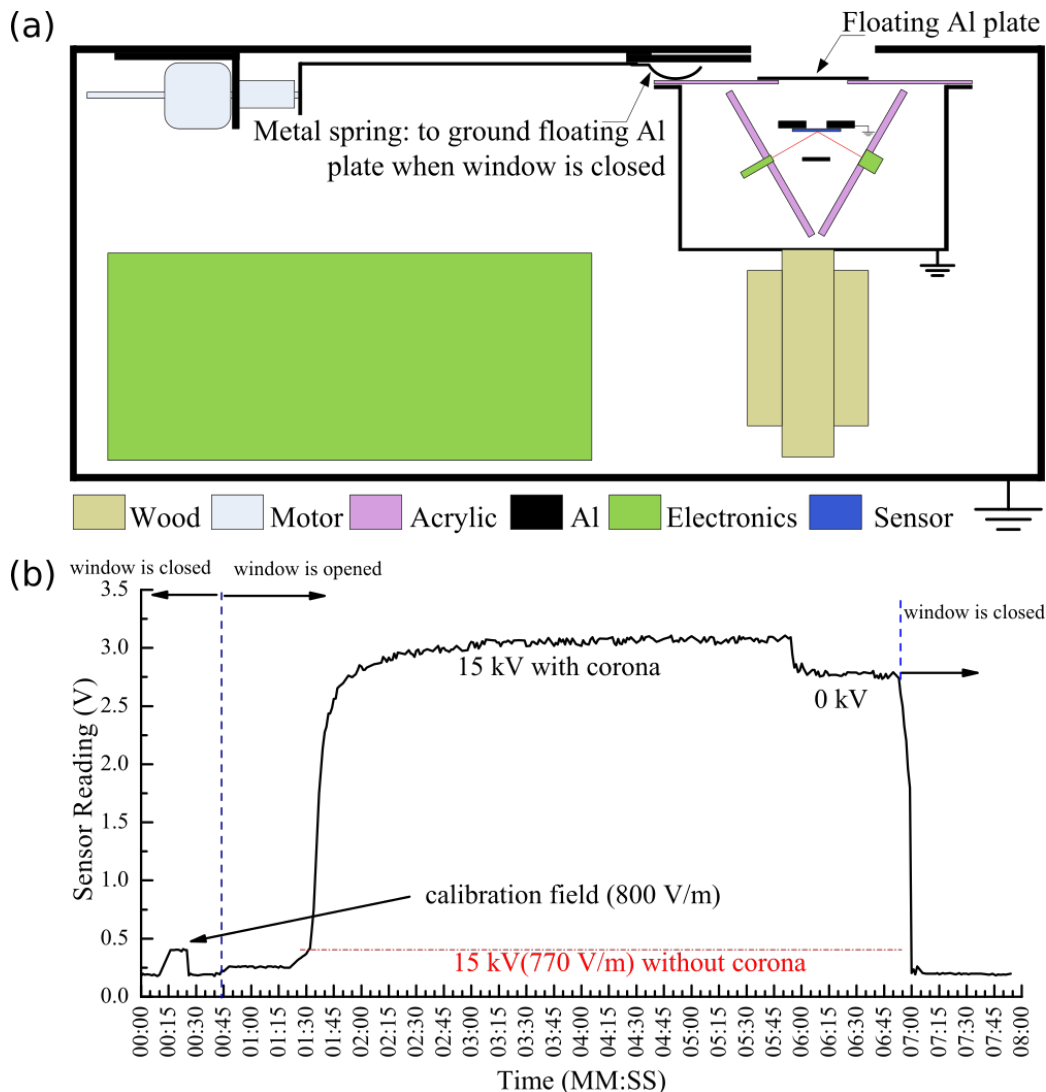 (a)
Floating Al plate
Metal spring: to ground floating Al
plate when window is closed
Wood
Motor
Acrylic
Al
Electronics
Sensor
(b)
window is closed
window is opened
window is closed
3.5
3.0
2.5
2.0
1.5
1.0
0.5
0.0
Sensor Reading (V)
15 kV with corona
0 kV
calibration field (800 V/m)
15 kV(770 V/m) without corona
00:00
00:15
00:30
00:45
01:00
01:15
01:30
01:45
02:00
02:15
02:30
02:45
03:00
03:15
03:30
03:45
04:00
04:15
04:30
04:45
05:00
05:15
05:30
05:45
06:00
06:15
06:30
06:45
07:00
07:15
07:30
07:45
08:00
Time (MM:SS)